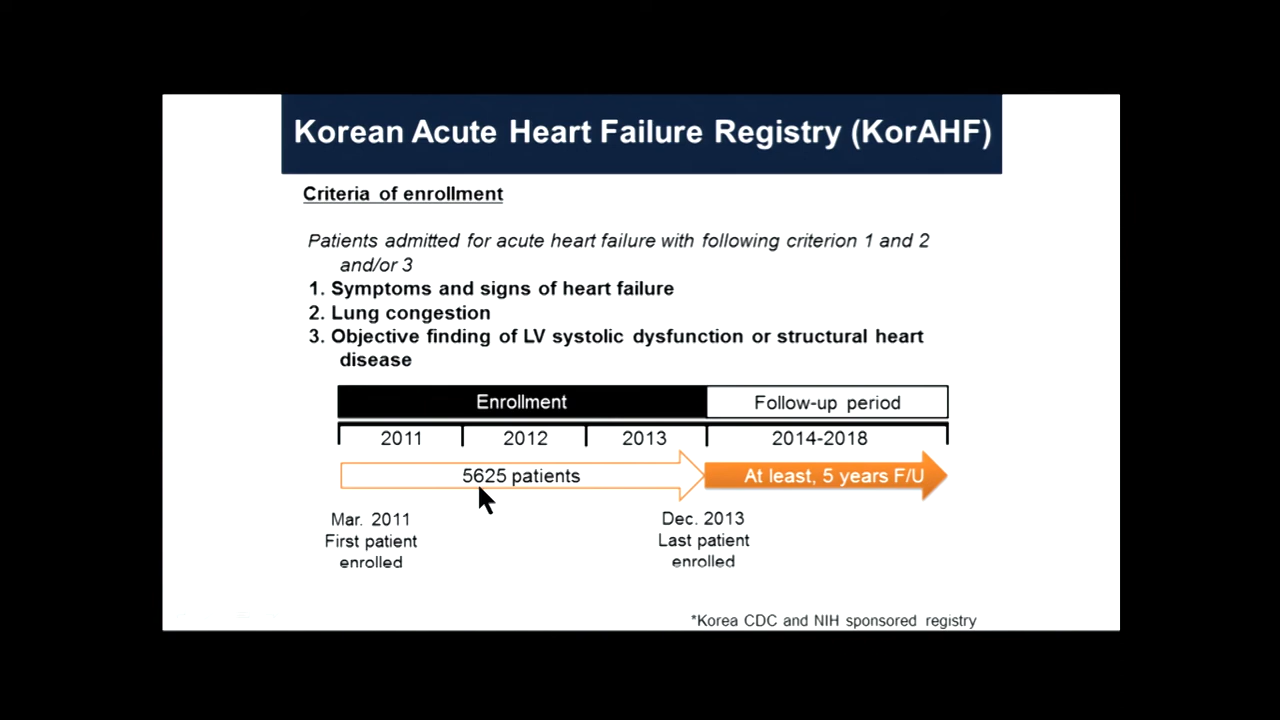 Korean Acute Heart Failure Registry (KorAHF)
Criteria of enrollment
Patients admitted for acute heart failure with following criterion 1 and 2
and/or 3
1. Symptoms and signs of heart failure
2. Lung congestion
3. Objective finding of LV systolic dysfunction or structural heart
disease
Enrollment
Follow-up period
2011
2012
2013
2014-2018
5625 patients
At least, 5 years F/U
Mar. 2011
First patient
enrolled
Dec. 2013
Last patient
enrolled
*Korea CDC and NIH sponsored registry